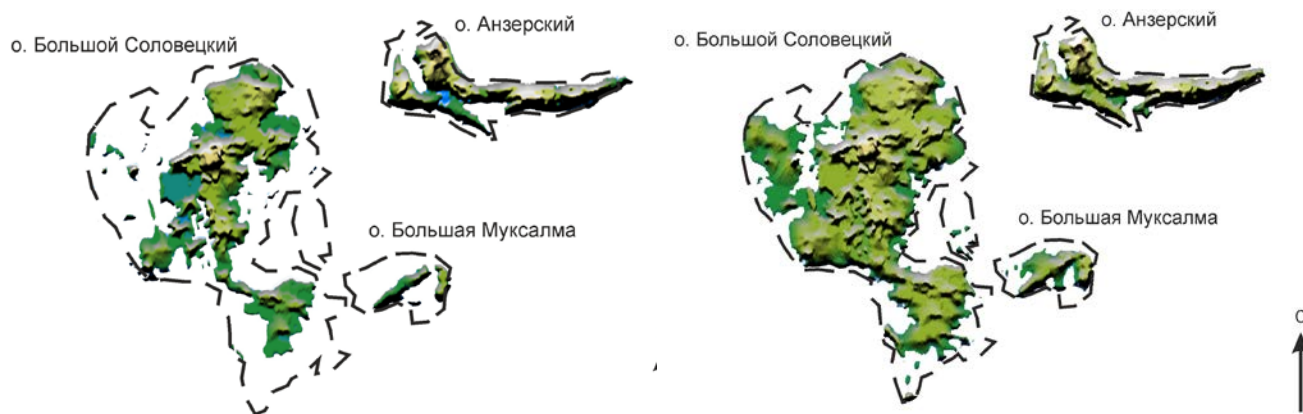 о. Анзерский
о. Большой Соловецкий
о. Большая Муксалма
о. Анзерский
о. Большой Соловецкий
о. Большая Муксалма